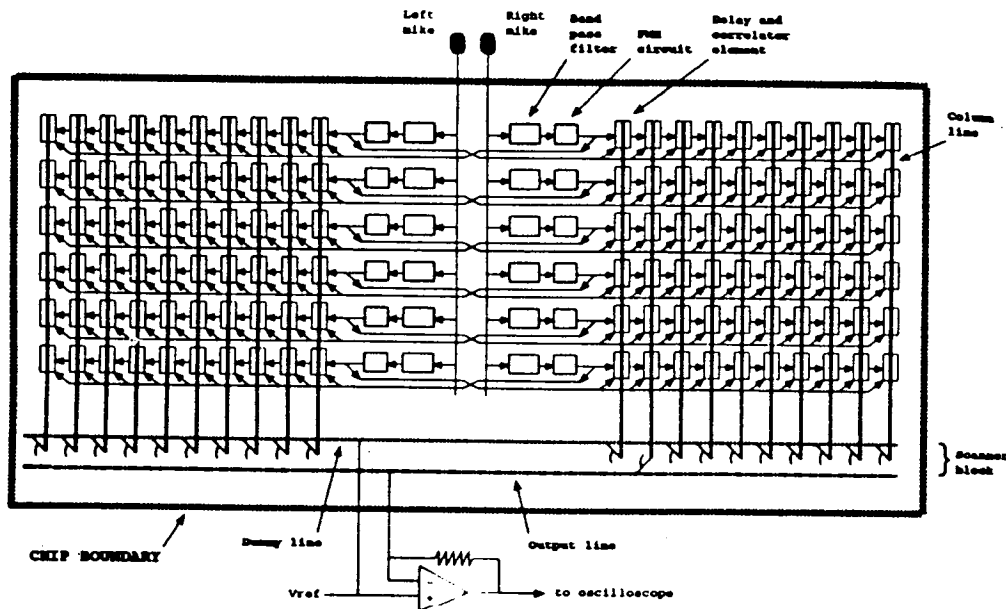 Left
mike
Right
mike
Band
pass
filter
PWM
circuit
Delay and
correlator
element
Column
line
Scanner
block
CHIP BOUNDARY
Dummy line
Output line
Vref
to oscilloscope